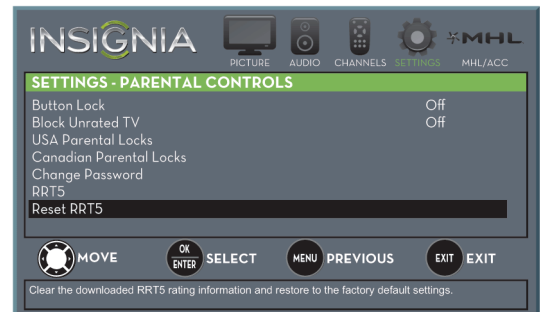 INSIGNIA
MHL
PICTURE AUDIO CHANNELS SETTINGS MHL/ACC
SETTINGS - PARENTAL CONTROLS
Button Lock Off
Block Unrated TV Off
USA Parental Locks
Canadian Parental Locks
Change Password
RRT5
Reset RRT5
MOVE OK ENTER SELECT MENU PREVIOUS EXIT EXIT
Clear the downloaded RRT5 rating information and restore to the factory default settings.